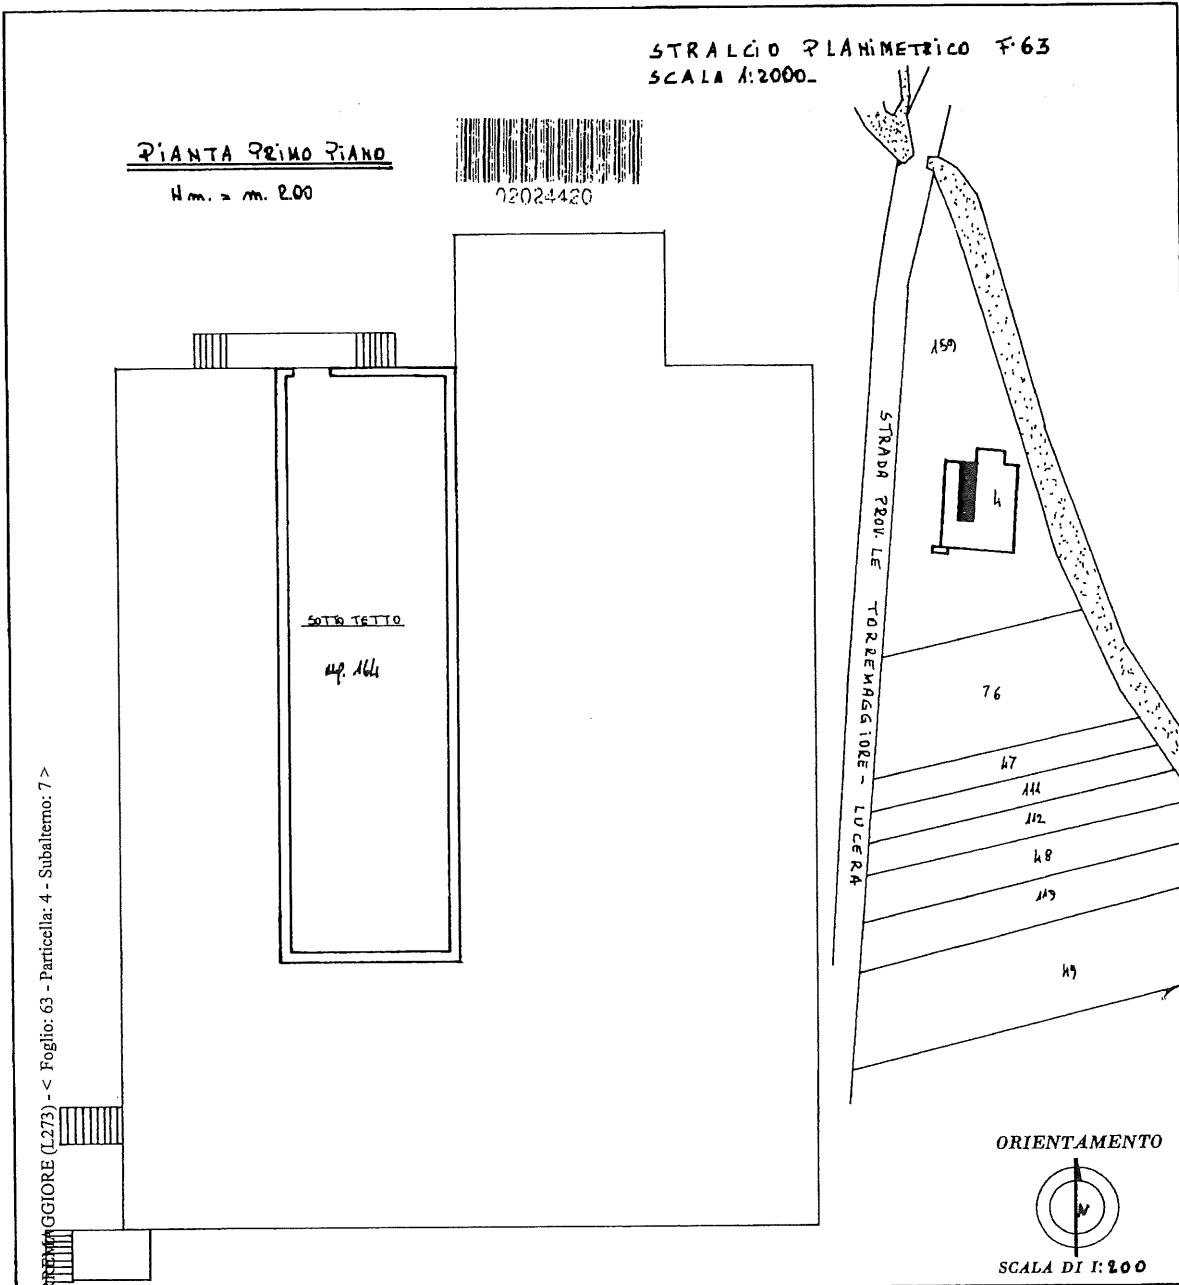 STRALCIO PLANIMETRICO F.63
SCALA 1:2000
PIANTA PRIMO PIANO
Hm. = m. 2.00
02024420
159
4
STRADA PROV.LE TORREMAGGIORE - LUCERA
SOTTO TETTO
mq. 164
76
47
111
112
48
113
49
REMAGGIORE (L273) - < Foglio: 63 - Particella: 4 - Subalterno: 7 >
ORIENTAMENTO
N
SCALA DI 1:200